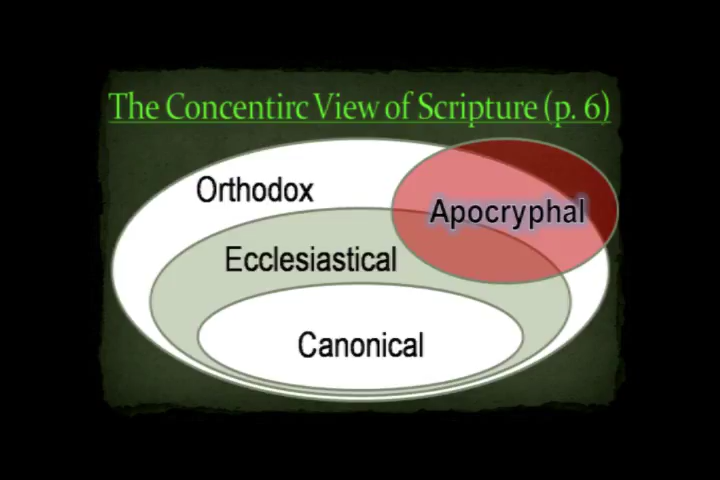 The Concentirc View of Scripture (p. 6)
Orthodox
Apocryphal
Ecclesiastical
Canonical